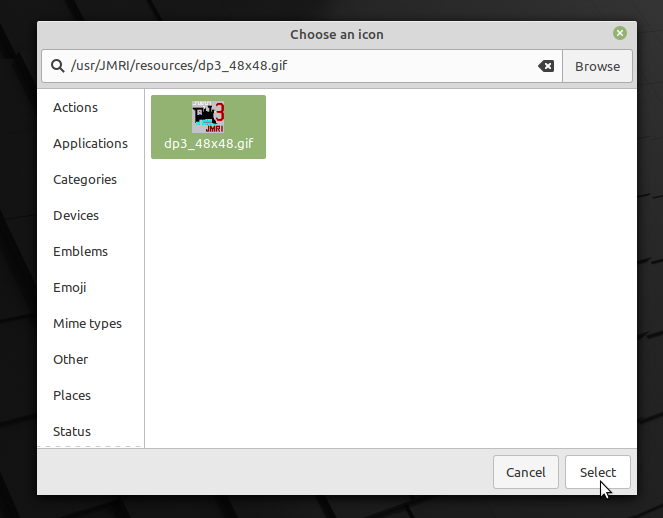 Choose an icon
/usr/JMRI/resources/dp3_48x48.gif
Browse
Actions
Applications
Categories
Devices
Emblems
Emoji
Mime types
Other
Places
Status
3
JMRI
dp3_48x48.gif
Cancel
Select